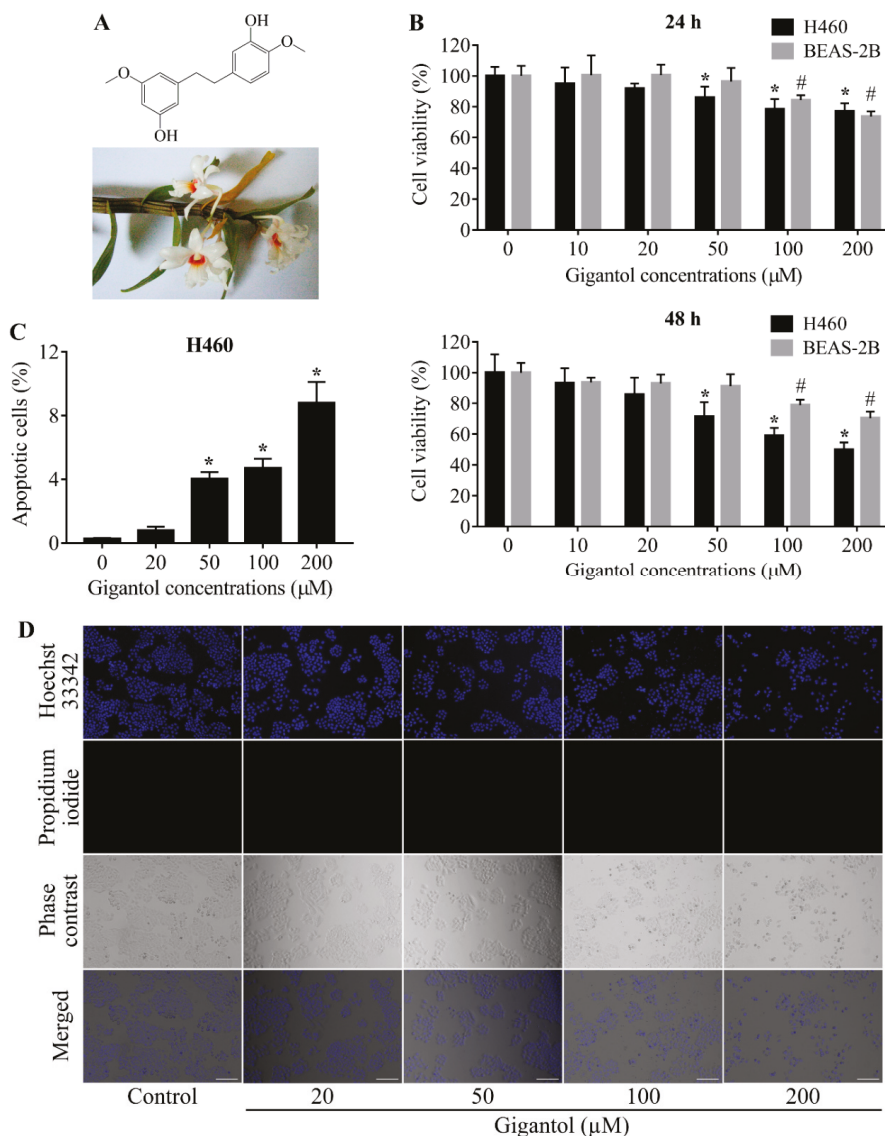 A
OH
O
O
OH
B
24 h
H460
BEAS-2B
120
100
80
60
40
20
0
Cell viability (%)
*
*
#
*
#
0 10 20 50 100 200
Gigantol concentrations (μM)
48 h
H460
BEAS-2B
120
100
80
60
40
20
0
Cell viability (%)
*
*
#
*
#
0 10 20 50 100 200
Gigantol concentrations (μM)
C
H460
12
8
4
0
Apoptotic cells (%)
*
*
*
0 20 50 100 200
Gigantol concentrations (μM)
D
Hoechst
33342
Propidium
iodide
Phase
contrast
Merged
Control 20 50 100 200
Gigantol (μM)